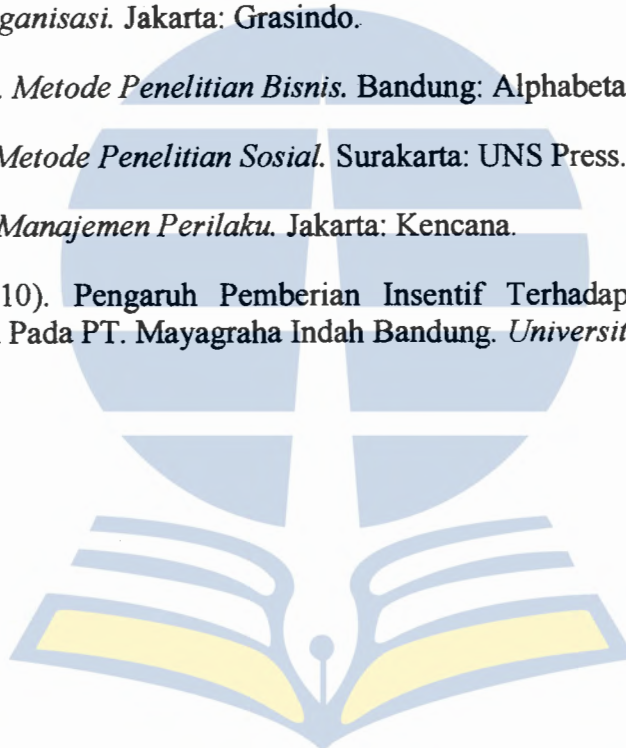 ganisasi. Jakarta: Grasindo.
. Metode Penelitian Bisnis. Bandung: Alphabeta
Metode Penelitian Sosial. Surakarta: UNS Press.
Manajemen Perilaku. Jakarta: Kencana.
10). Pengaruh Pemberian Insentif Terhadap
Pada PT. Mayagraha Indah Bandung. Universit